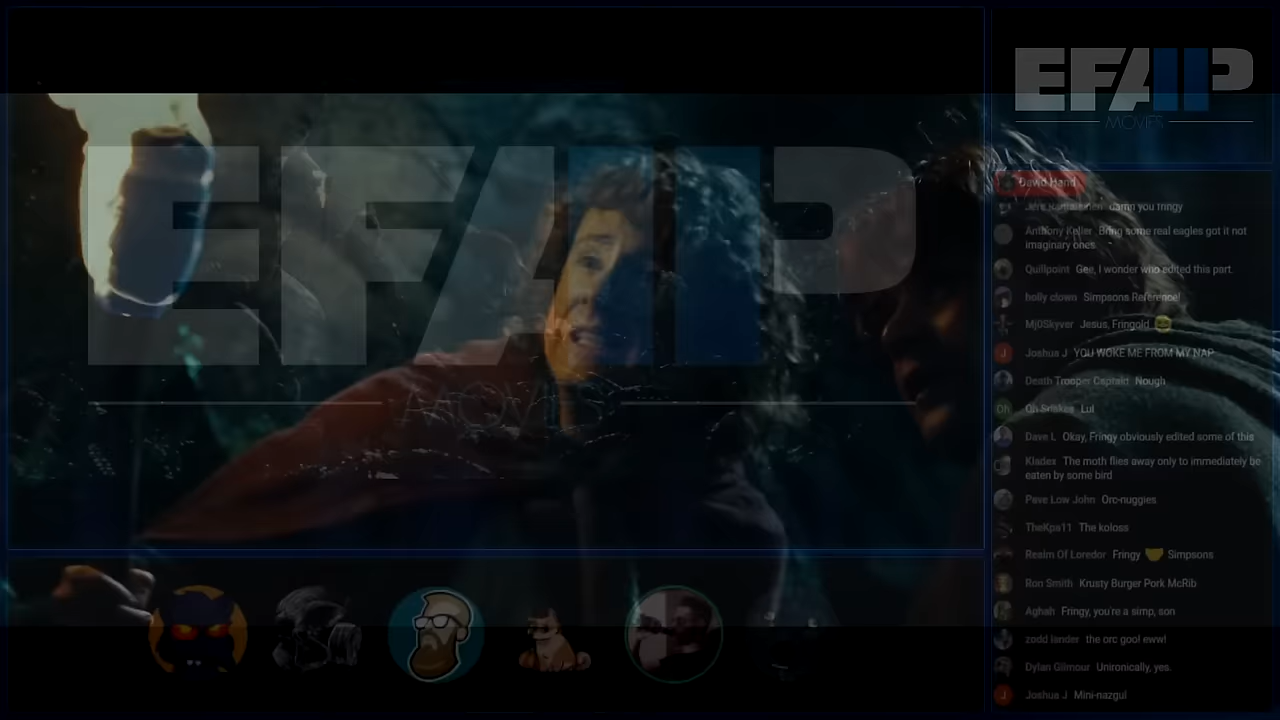 EFAP
MOVIES
EFAP
MOVIES
David Hand
damn you fringy
Anthony Keller Bring some real eagles got it not
imaginary ones
Quillpoint Gee, I wonder who edited this part.
holly clown Simpsons Reference!
Mj0Skyver Jesus, Fringold
J Joshua J YOU WOKE ME FROM MY NAP
Death Trooper Captain Nough
Lul
Dave L Okay, Fringy obviously edited some of this
Klades The moth flies away only to immediately be
eaten by some bird
Pave Low John Orc-nuggies
TheKpa11 The koloss
Realm Of Loredor Fringy Simpsons
Ron Smith Krusty Burger Pork McRib
Aghah Fringy, you're a simp, son
zodd lander the orc goo! eww!
Dylan Gilmour Unironically, yes.
J Joshua J Mini-nazgul